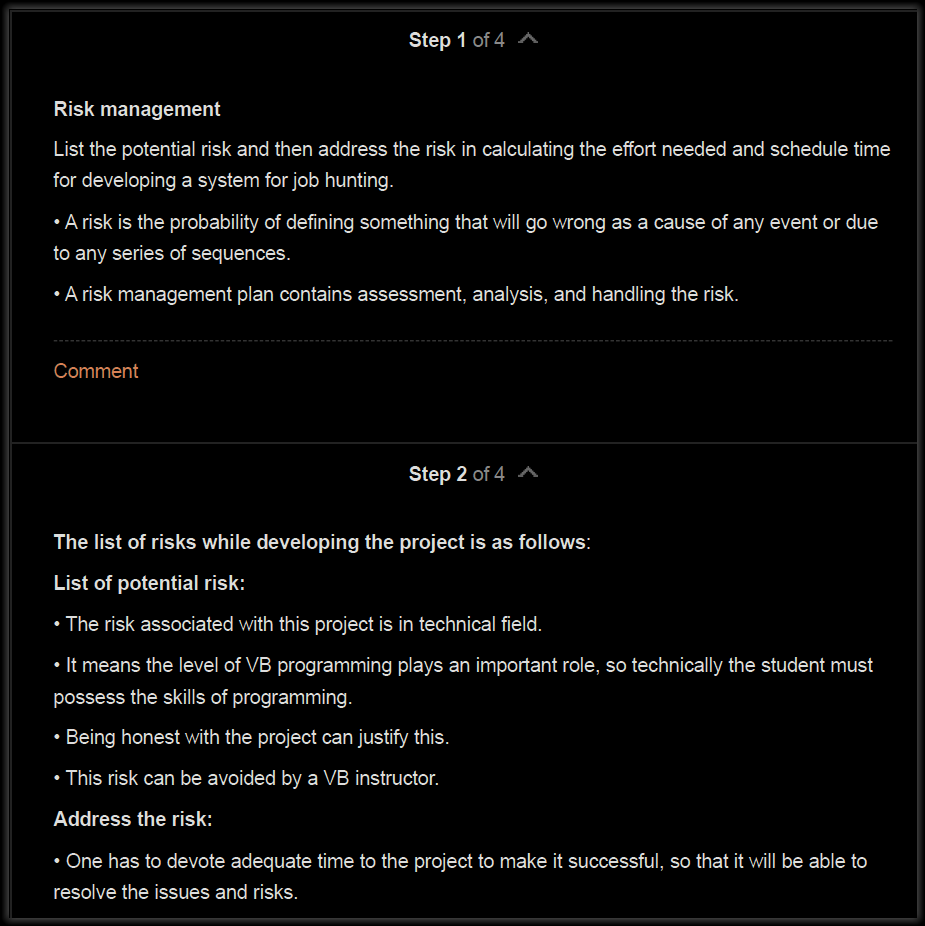 Step 1 of 4
Risk management
List the potential risk and then address the risk in calculating the effort needed and schedule time
for developing a system for job hunting.
• A risk is the probability of defining something that will go wrong as a cause of any event or due
to any series of sequences.
• A risk management plan contains assessment, analysis, and handling the risk.
Comment
Step 2 of 4
The list of risks while developing the project is as follows:
List of potential risk:
• The risk associated with this project is in technical field.
• It means the level of VB programming plays an important role, so technically the student must
possess the skills of programming.
• Being honest with the project can justify this.
• This risk can be avoided by a VB instructor.
Address the risk:
• One has to devote adequate time to the project to make it successful, so that it will be able to
resolve the issues and risks.